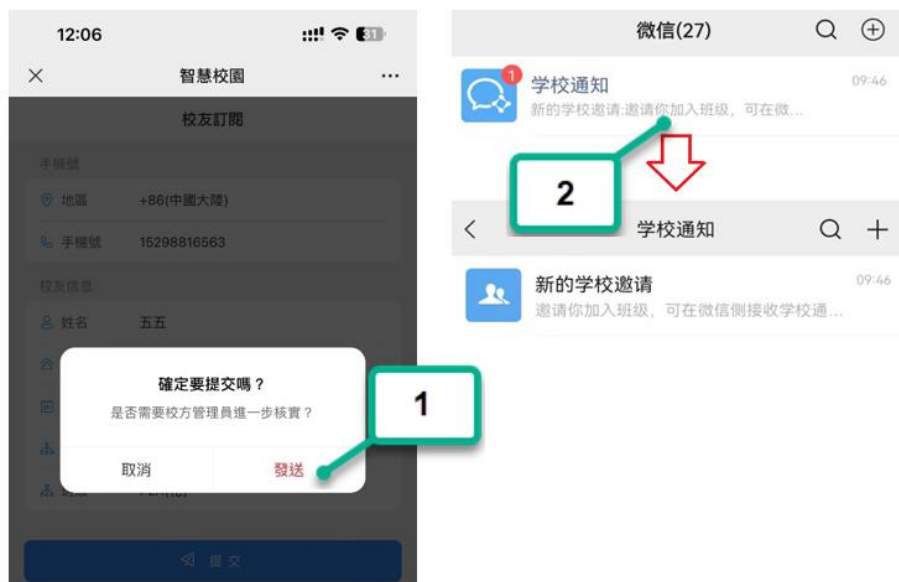 12:06
31
智慧校園
校友訂閱
手機號
地區 +86(中國大陸)
手機號 15298816563
校友信息
姓名 五五
確定要提交嗎？
是否需要校方管理員進一步核實？
取消 發送
提交
1
微信(27)
1
学校通知 09:46
新的学校邀请:邀请你加入班级，可在微...
2
学校通知
新的学校邀请 09:46
邀请你加入班级，可在微信侧接收学校通...